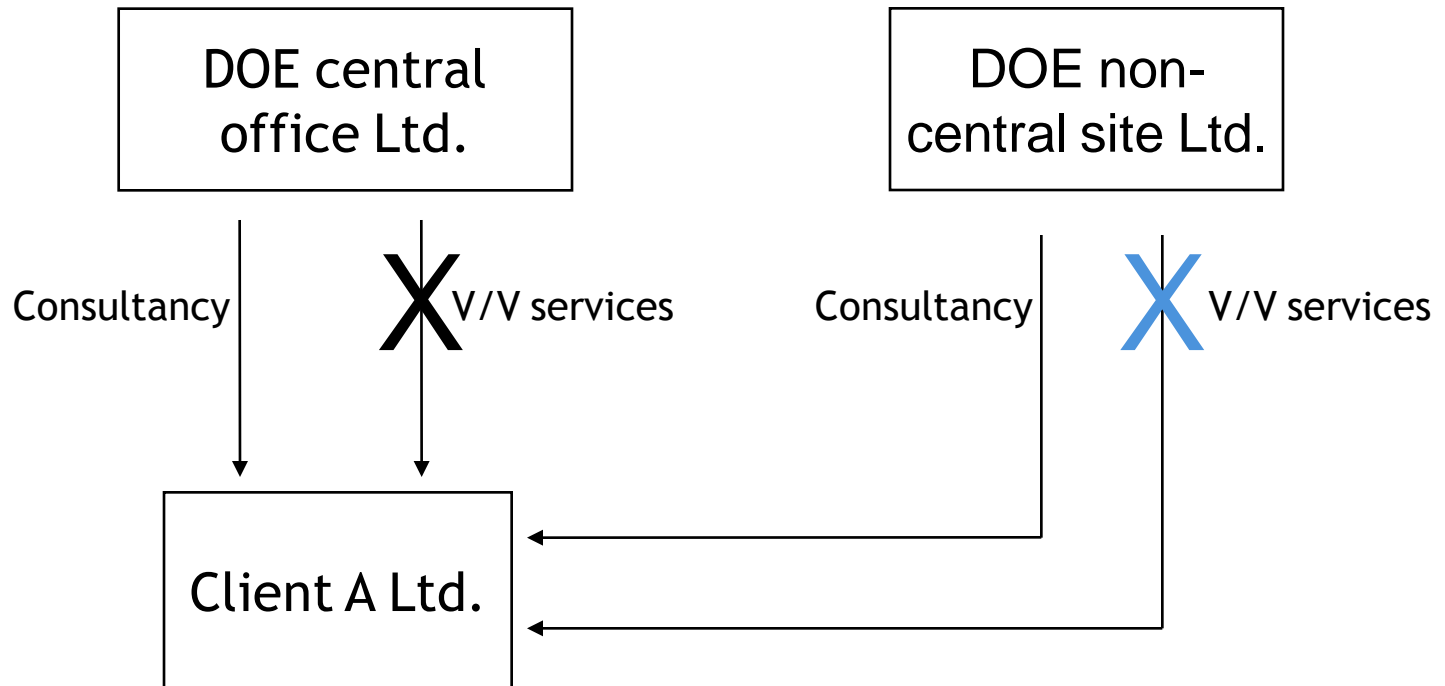 DOE central
office Ltd.
DOE non-
central site Ltd.
Consultancy
X
V/V services
Consultancy
X
V/V services
Client A Ltd.